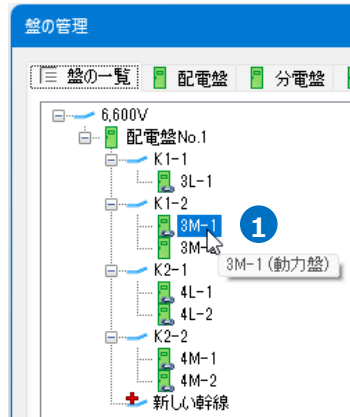 盤の管理
盤の一覧 配電盤 分電盤
6,600V
配電盤No.1
K1-1
3L-1
K1-2
3M-1
1
3M-
3M-1(動力盤)
K2-1
4L-1
4L-2
K2-2
4M-1
4M-2
新しい幹線